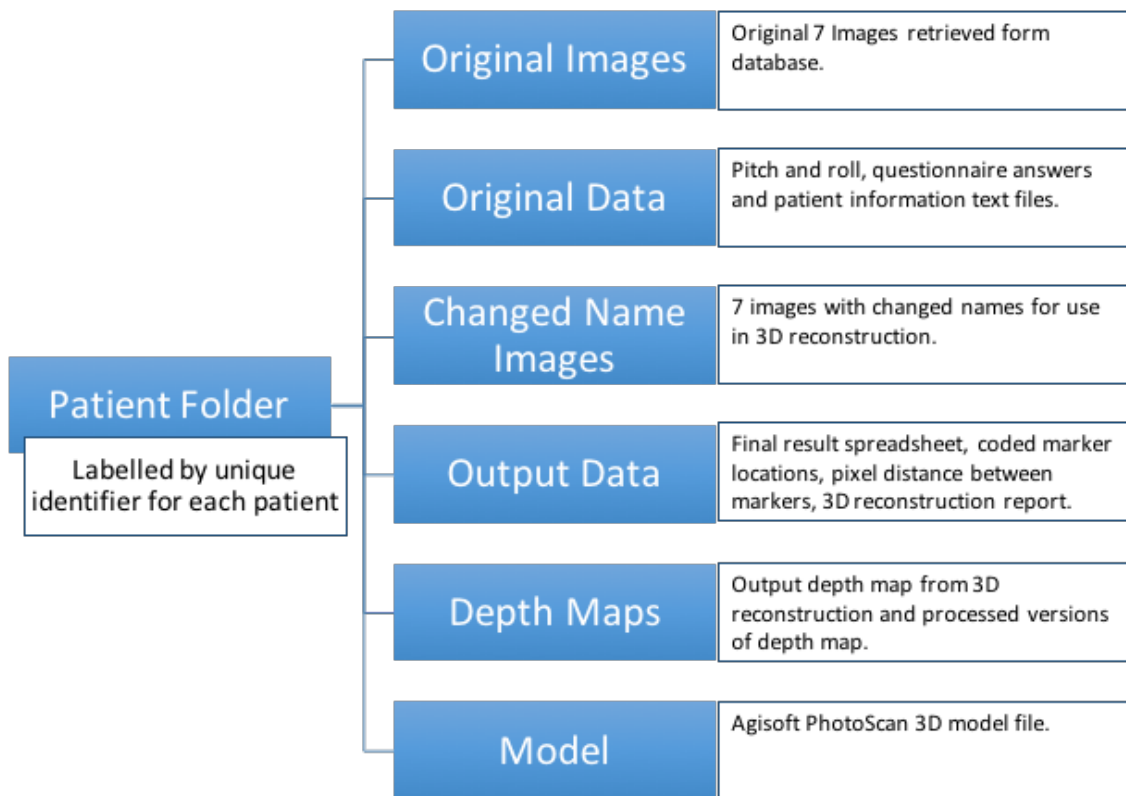 Original Images
Original 7 Images retrieved form
database.
Original Data
Pitch and roll, questionnaire answers
and patient information text files.
Changed Name
Images
7 images with changed names for use
in 3D reconstruction.
Patient Folder
Labelled by unique
identifier for each patient
Output Data
Final result spreadsheet, coded marker
locations, pixel distance between
markers, 3D reconstruction report.
Depth Maps
Output depth map from 3D
reconstruction and processed versions
of depth map.
Model
Agisoft PhotoScan 3D model file.